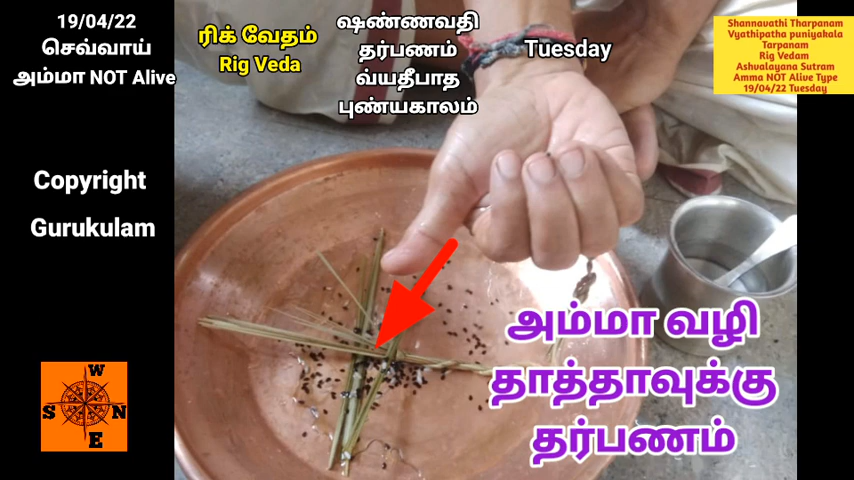 19/04/22
செவ்வாய்
அம்மா NOT Alive
ரிக் வேதம்
Rig Veda
ஷண்ணவதி
தர்பணம்
வ்யதீபாத
புண்யகாலம்
Tuesday
Shannavathi Tharpanam
Vyathipatha puniyakala
Tarpanam
Rig Vedam
Ashvalayana Sutram
Amma NOT Alive Type
19/04/22 Tuesday
Copyright
Gurukulam
W
S N
E
அம்மா வழி
தாத்தாவுக்கு
தர்பணம்